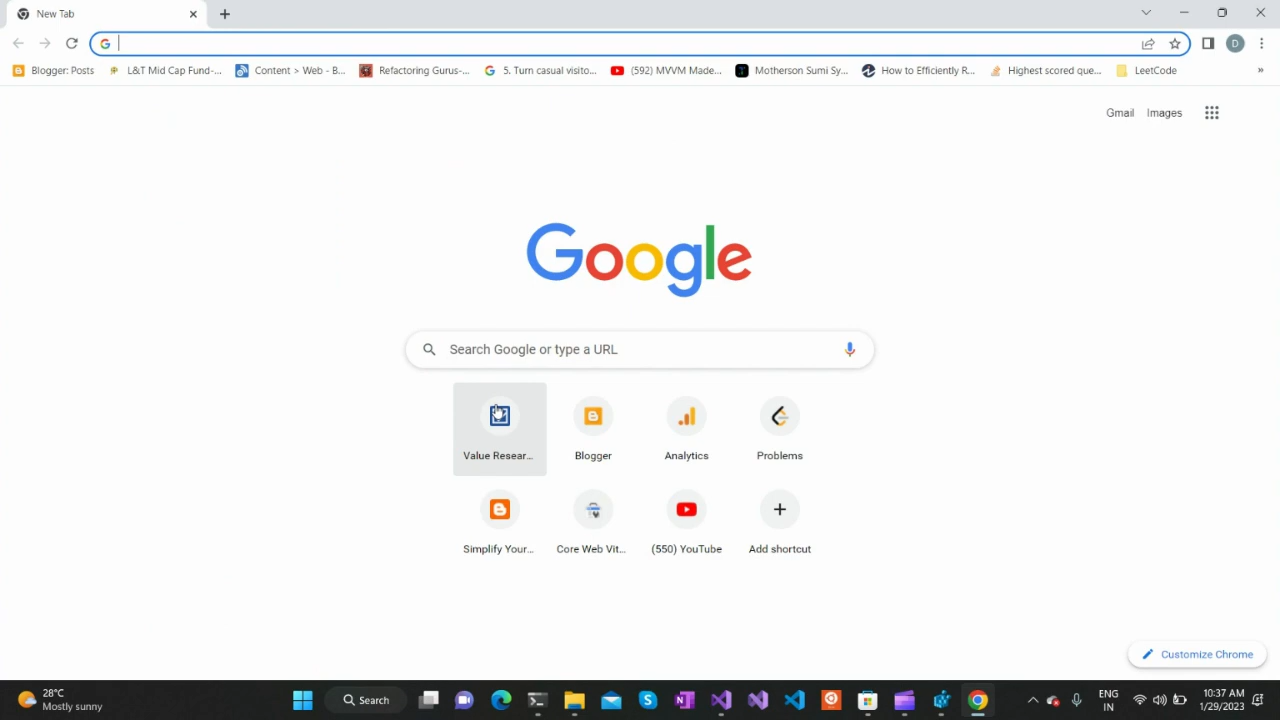 New Tab
Blogger: Posts
L&T Mid Cap Fund-...
Content > Web - B...
Refactoring Gurus-...
5. Turn casual visito...
(592) MVVM Made...
Motherson Sumi Sy...
How to Efficiently R...
Highest scored que...
LeetCode
»
D
Gmail
Images
Google
Search Google or type a URL
Value Resear...
Blogger
Analytics
Problems
Simplify Your...
Core Web Vit...
(550) YouTube
Add shortcut
Customize Chrome
28°C
Mostly sunny
Search
ENG
IN
10:37 AM
1/29/2023